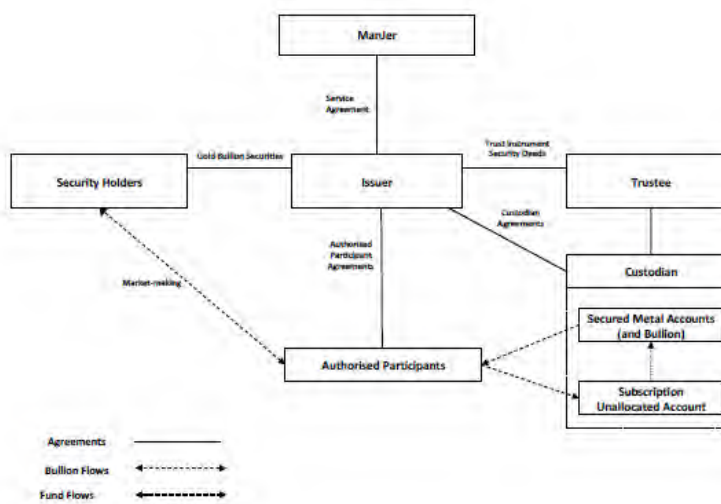 ManJer
Service
Agreement
Gold Bullion Securities
Trust Instrument
Security Deeds
Security Holders
Issuer
Trustee
Custodian
Agreements
Authorised
Participant
Agreements
Custodian
Market-making
Secured Metal Accounts
(and Bullion)
Authorised Participants
Subscription
Unallocated Account
Agreements
Bullion Flows
Fund Flows